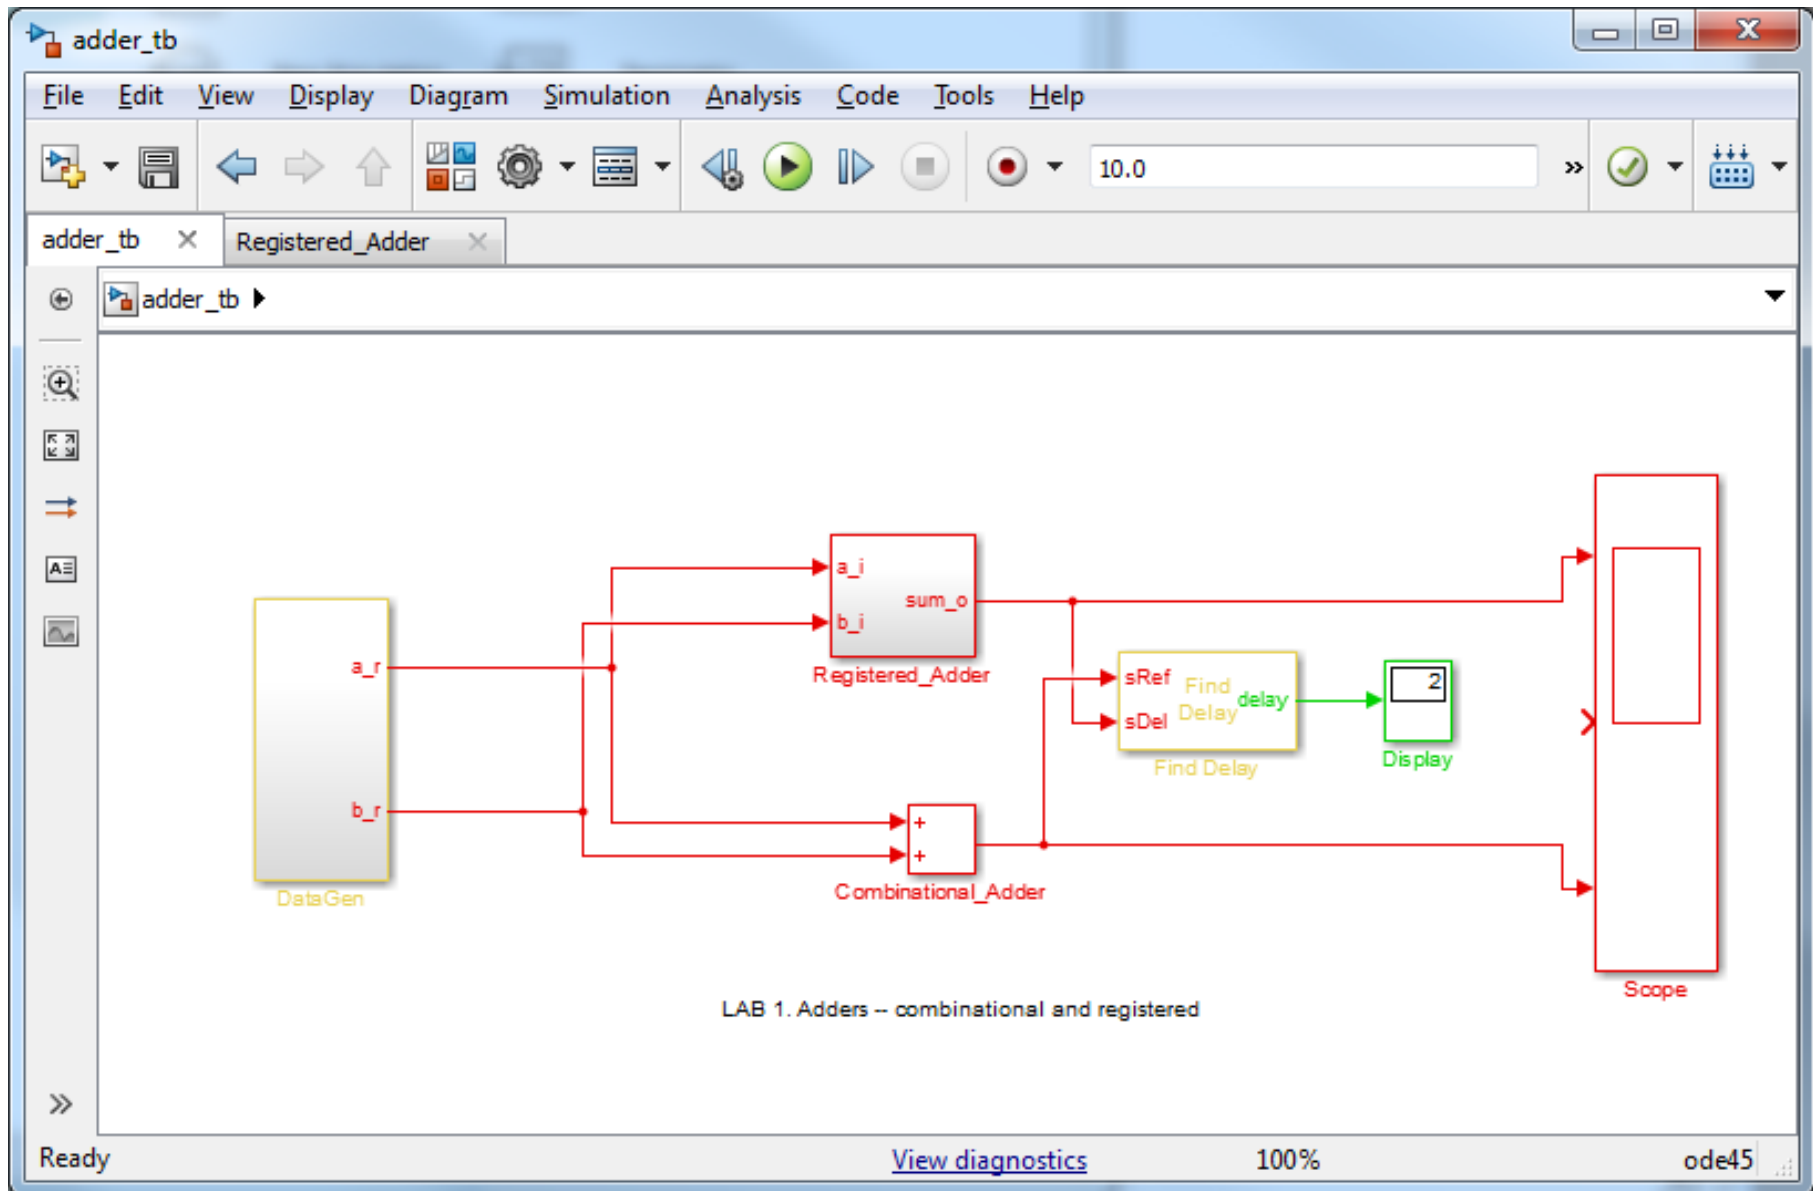 adder_tb
File Edit View Display Diagram Simulation Analysis Code Tools Help
10.0
adder_tb Registered_Adder
adder_tb
a_i
sum_o
b_i
Registered_Adder
a_r
b_r
DataGen
sRef
Find
Delay
delay
sDel
Find Delay
2
Display
+
+
Combinational_Adder
Scope
LAB 1. Adders -- combinational and registered
Ready View diagnostics 100% ode45